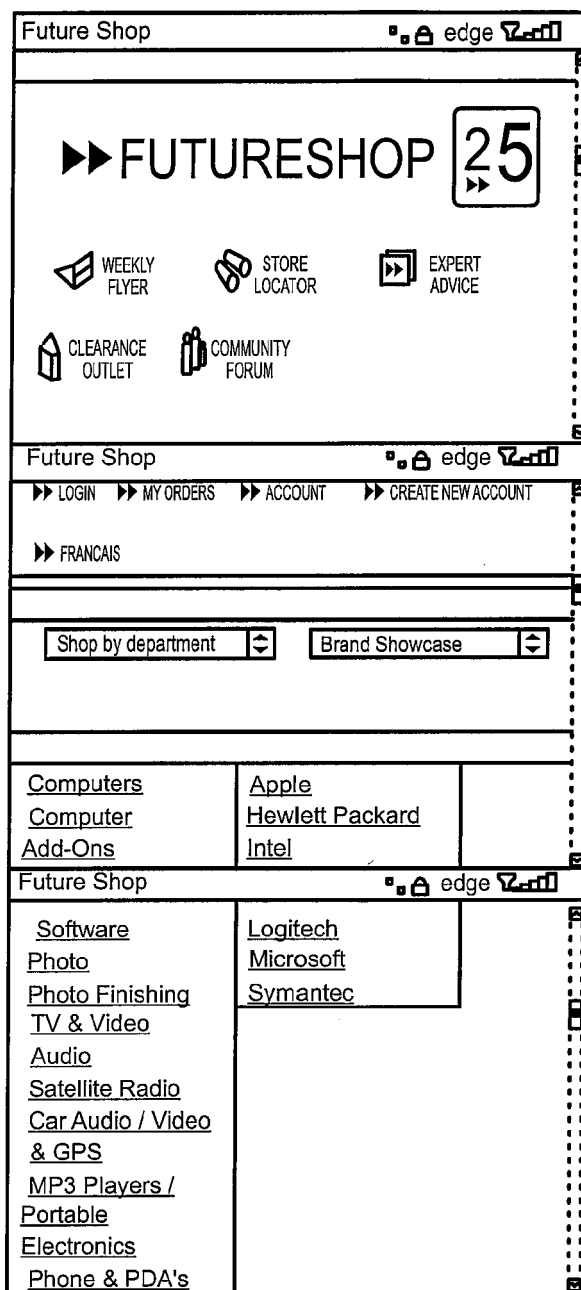 Future Shop edge
FUTURESHOP 25
WEEKLY STORE EXPERT
FLYER LOCATOR ADVICE
CLEARANCE COMMUNITY
OUTLET FORUM
Future Shop edge
LOGIN MY ORDERS ACCOUNT CREATE NEW ACCOUNT
FRANCAIS
Shop by department Brand Showcase
Computers Apple
Computer Hewlett Packard
Add-Ons Intel
Future Shop edge
Software Logitech
Photo Microsoft
Photo Finishing Symantec
TV & Video
Audio
Satellite Radio
Car Audio / Video
& GPS
MP3 Players /
Portable
Electronics
Phone & PDA's